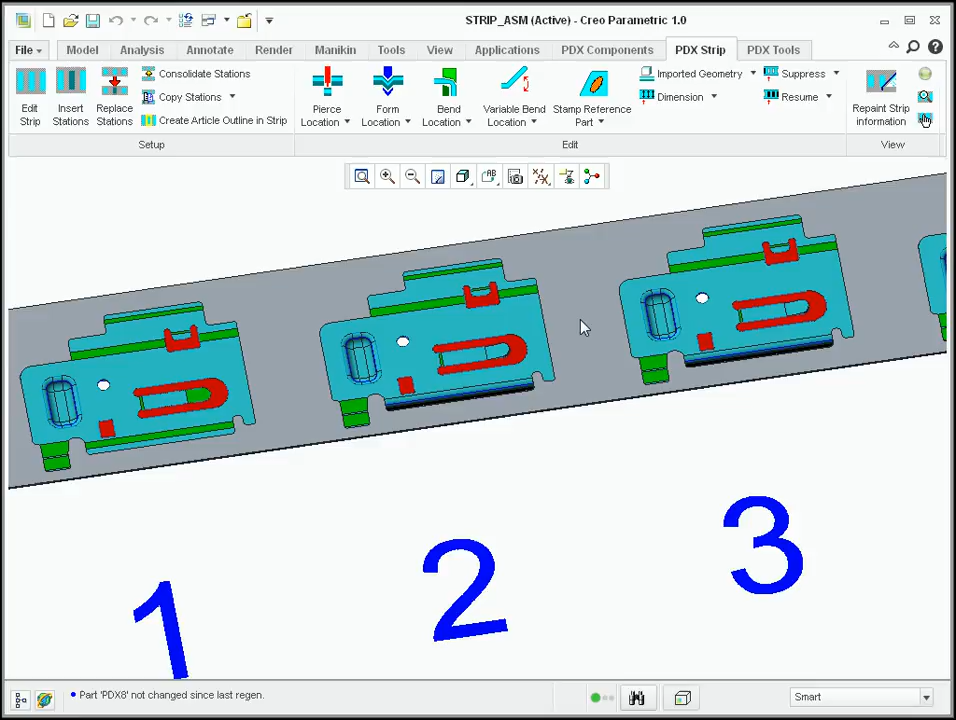 STRIP_ASM (Active) - Creo Parametric 1.0
File Model Analysis Annotate Render Manikin Tools View Applications PDX Components PDX Strip PDX Tools
Edit Strip
Insert Stations
Replace Stations
Consolidate Stations
Copy Stations
Create Article Outline in Strip
Pierce Location
Form Location
Bend Location
Variable Bend Location
Stamp Reference Part
Imported Geometry
Dimension
Suppress
Resume
Repaint Strip information
Setup Edit View
1
2
3
Part 'PDX8' not changed since last regen.
Smart